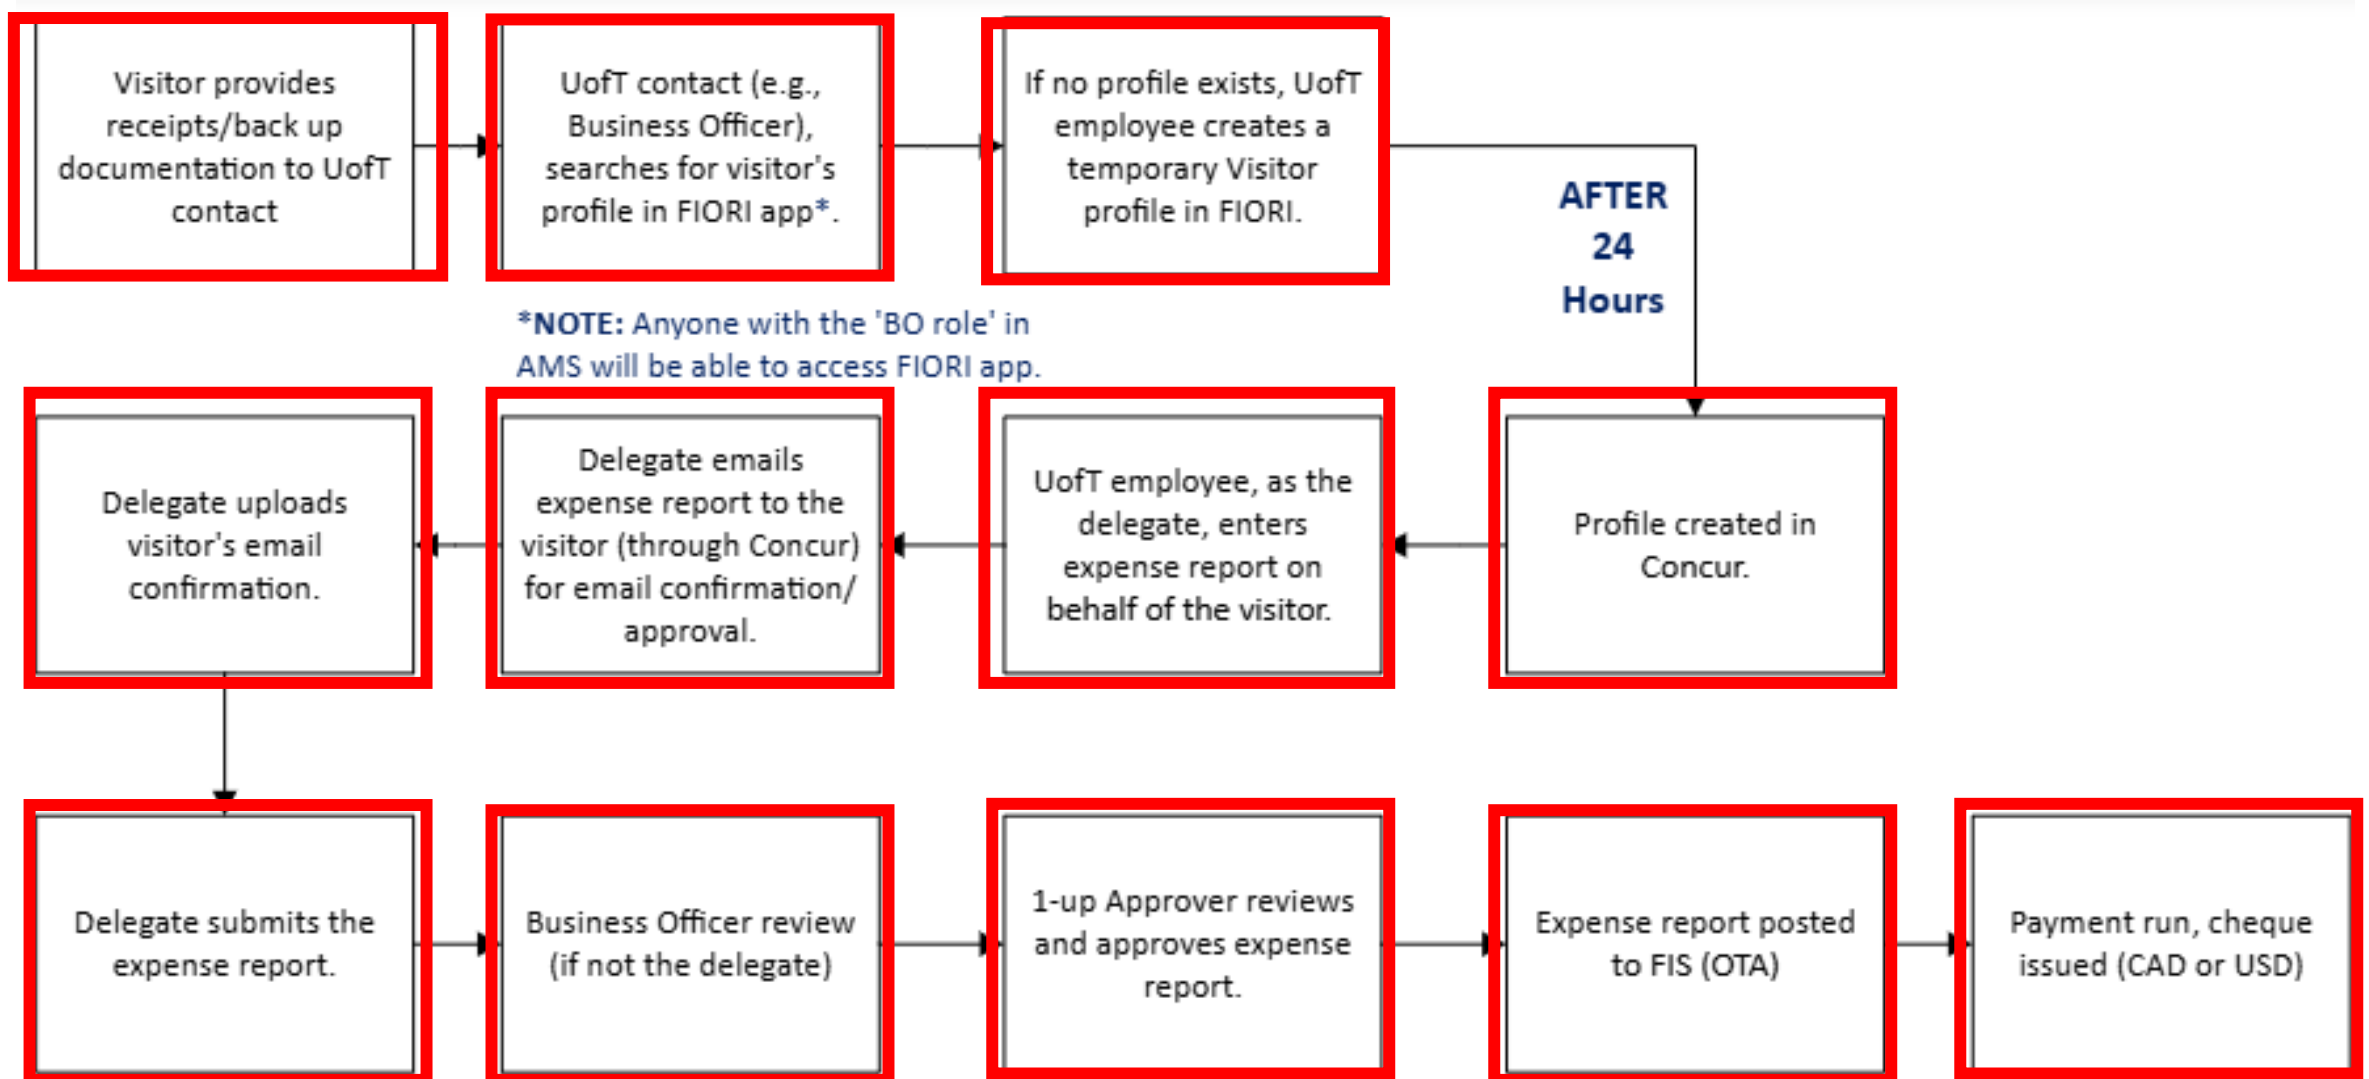 Visitor provides
receipts/back up
documentation to UofT
contact
UofT contact (e.g.,
Business Officer),
searches for visitor's
profile in FIORI app*.
If no profile exists, UofT
employee creates a
temporary Visitor
profile in FIORI.
AFTER
24
Hours
*NOTE: Anyone with the 'BO role' in
AMS will be able to access FIORI app.
Profile created in
Concur.
UofT employee, as the
delegate, enters
expense report on
behalf of the visitor.
Delegate emails
expense report to the
visitor (through Concur)
for email confirmation/
approval.
Delegate uploads
visitor's email
confirmation.
Delegate submits the
expense report.
Business Officer review
(if not the delegate)
1-up Approver reviews
and approves expense
report.
Expense report posted
to FIS (OTA)
Payment run, cheque
issued (CAD or USD)